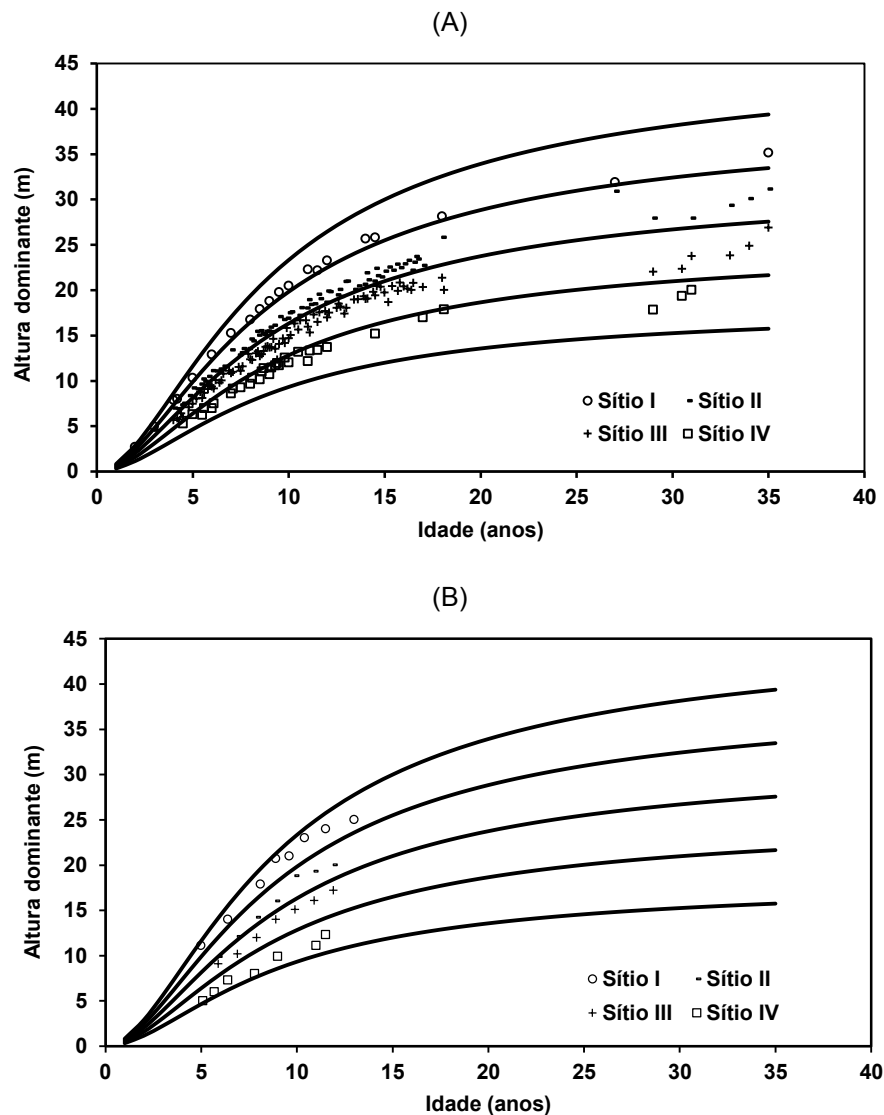 (A)
45
40
35
30
25
20
15
10
5
0
Altura dominante (m)
Sítio I Sítio II
Sítio III Sítio IV
0 5 10 15 20 25 30 35 40
Idade (anos)
(B)
45
40
35
30
25
20
15
10
5
0
Altura dominante (m)
Sítio I Sítio II
Sítio III Sítio IV
0 5 10 15 20 25 30 35 40
Idade (anos)